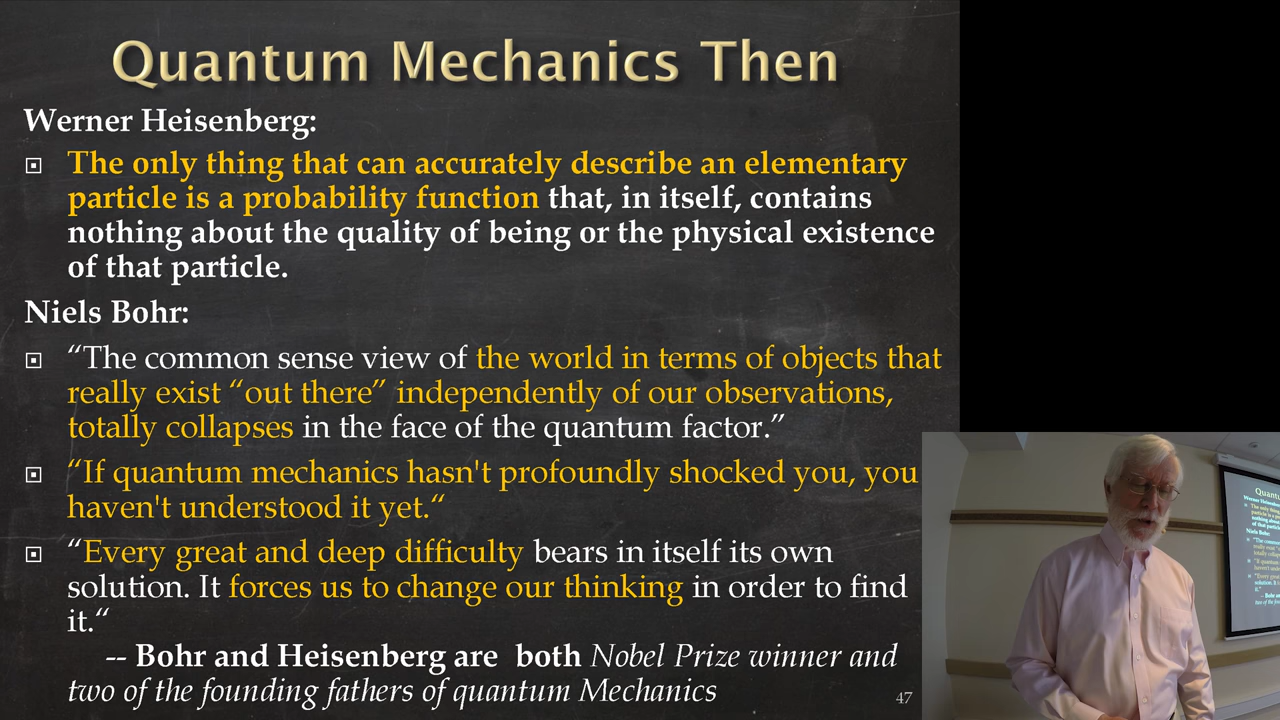 Quantum Mechanics Then
Werner Heisenberg:
The only thing that can accurately describe an elementary
particle is a probability function that, in itself, contains
nothing about the quality of being or the physical existence
of that particle.
Niels Bohr:
“The common sense view of the world in terms of objects that
really exist “out there” independently of our observations,
totally collapses in the face of the quantum factor.”
“If quantum mechanics hasn't profoundly shocked you, you
haven't understood it yet.“
“Every great and deep difficulty bears in itself its own
solution. It forces us to change our thinking in order to find
it.“
-- Bohr and Heisenberg are both Nobel Prize winner and
two of the founding fathers of quantum Mechanics
47